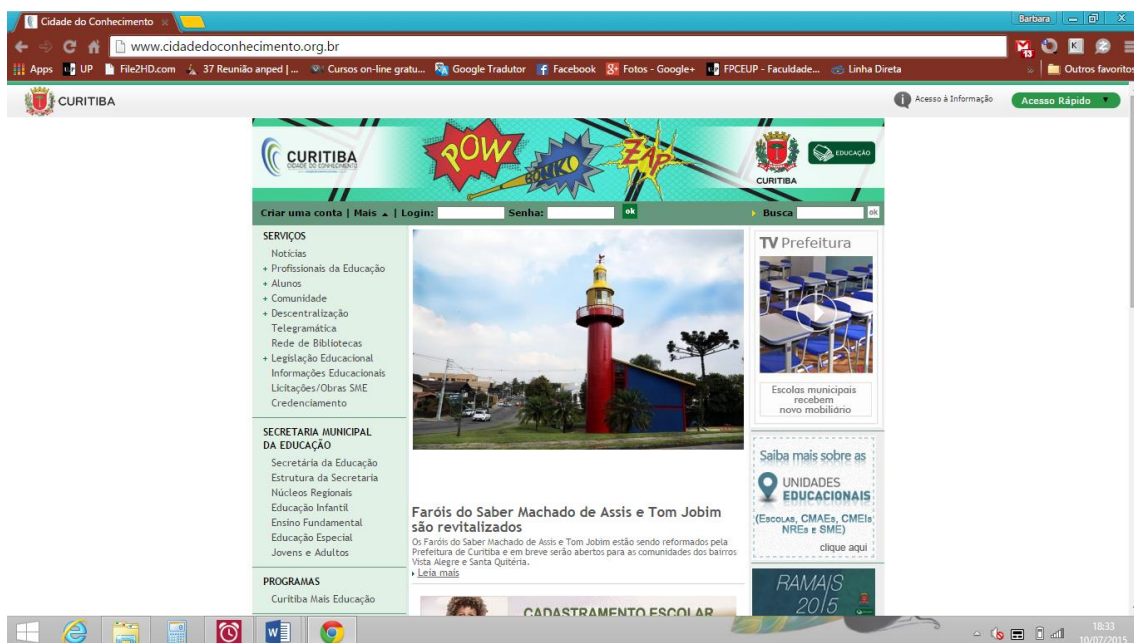 Cidade do Conhecimento
Barbara
www.cidadedoconhecimento.org.br
13
Apps UP File2HD.com 37 Reunião anped | ... Cursos on-line gratu... Google Tradutor Facebook Fotos - Google+ FPCEUP - Faculdade... Linha Direta » Outros favoritos
CURITIBA
i Acesso à Informação
Acesso Rápido
CURITIBA
CIDADE DO CONHECIMENTO
POW
BONKO
ZAP
CURITIBA
EDUCAÇÃO
Criar uma conta | Mais | Login: Senha: ok Busca ok
SERVIÇOS
Notícias
+ Profissionais da Educação
+ Alunos
+ Comunidade
+ Descentralização
Telegramática
Rede de Bibliotecas
+ Legislação Educacional
Informações Educacionais
Licitações/Obras SME
Credenciamento
SECRETARIA MUNICIPAL
DA EDUCAÇÃO
Secretária da Educação
Estrutura da Secretaria
Núcleos Regionais
Educação Infantil
Ensino Fundamental
Educação Especial
Jovens e Adultos
PROGRAMAS
Curitiba Mais Educação
Faróis do Saber Machado de Assis e Tom Jobim
são revitalizados
Os Faróis do Saber Machado de Assis e Tom Jobim estão sendo reformados pela
Prefeitura de Curitiba e em breve serão abertos para as comunidades dos bairros
Vista Alegre e Santa Quitéria.
Leia mais
CADASTRAMENTO ESCOLAR
TV Prefeitura
Escolas municipais
recebem
novo mobiliário
Saiba mais sobre as
UNIDADES
EDUCACIONAIS
(Escolas, CMAEs, CMEIs,
NREs e SME)
clique aqui
RAMAIS
2015
18:33
10/07/2015